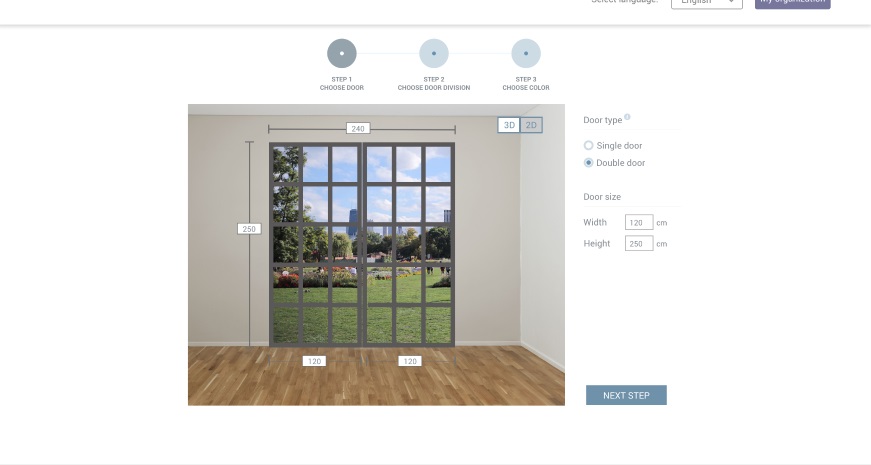 Select language:
English
My organization
STEP 1
CHOOSE DOOR
STEP 2
CHOOSE DOOR DIVISION
STEP 3
CHOOSE COLOR
240
3D
2D
250
120
120
Door type
Single door
Double door
Door size
Width 120 cm
Height 250 cm
NEXT STEP